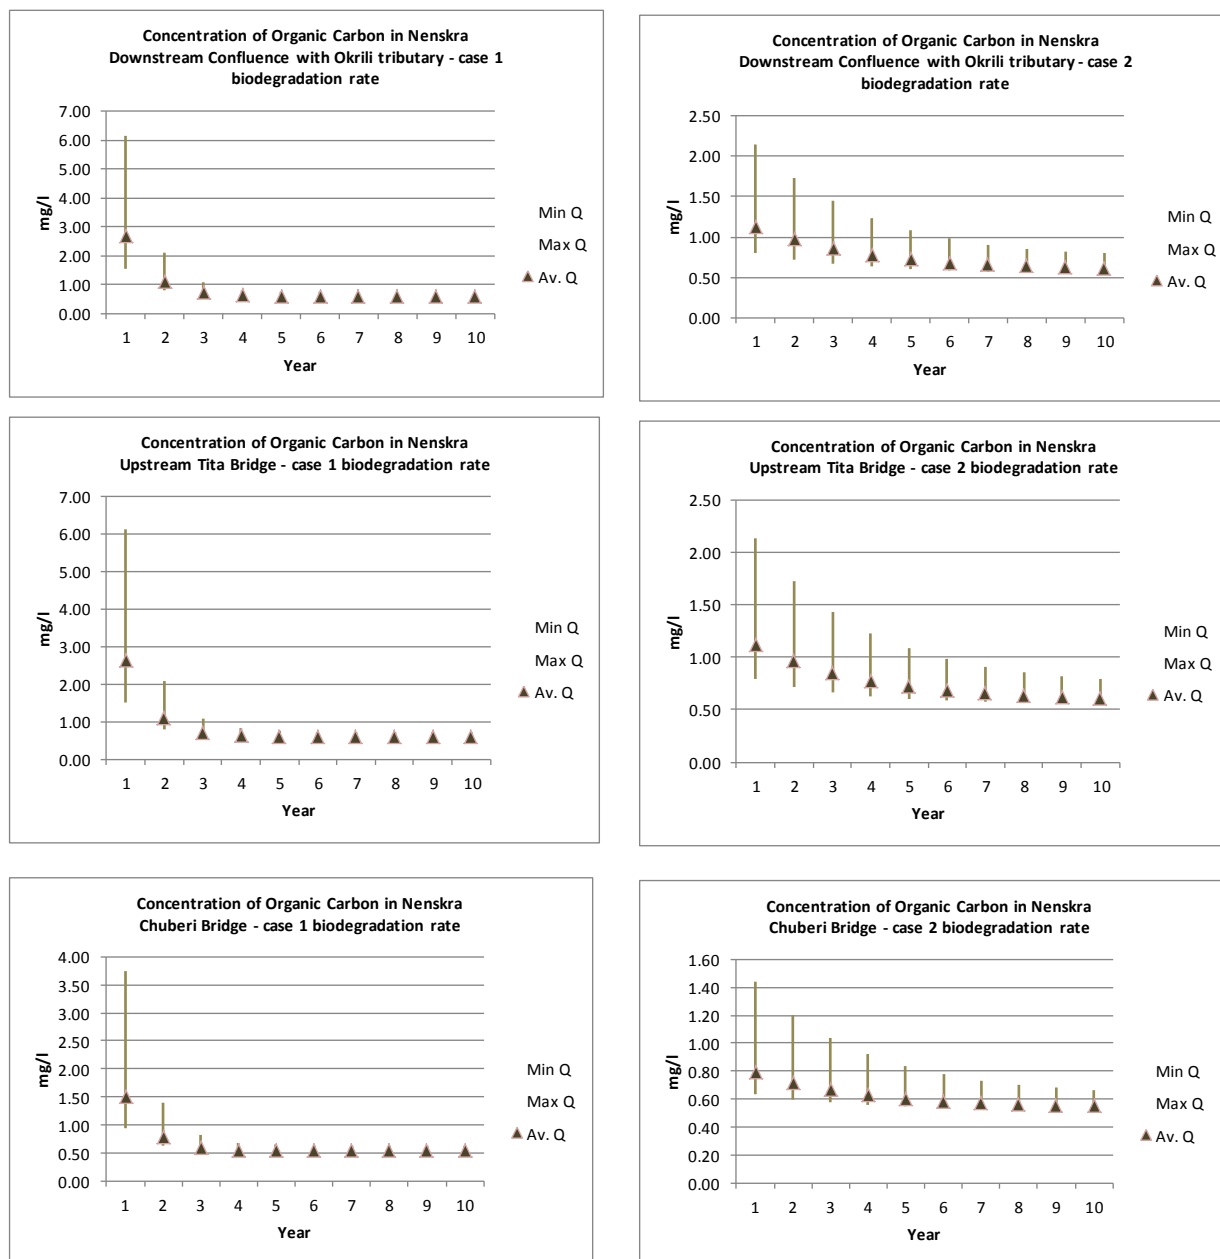 Concentration of Organic Carbon in Nenskra
Downstream Confluence with Okrili tributary - case 1
biodegradation rate
7.00
6.00
5.00
4.00
3.00
2.00
1.00
0.00
mg/l
1 2 3 4 5 6 7 8 9 10
Year
Min Q
Max Q
Av. Q
Concentration of Organic Carbon in Nenskra
Downstream Confluence with Okrili tributary - case 2
biodegradation rate
2.50
2.00
1.50
1.00
0.50
0.00
mg/l
1 2 3 4 5 6 7 8 9 10
Year
Min Q
Max Q
Av. Q
Concentration of Organic Carbon in Nenskra
Upstream Tita Bridge - case 1 biodegradation rate
7.00
6.00
5.00
4.00
3.00
2.00
1.00
0.00
mg/l
1 2 3 4 5 6 7 8 9 10
Year
Min Q
Max Q
Av. Q
Concentration of Organic Carbon in Nenskra
Upstream Tita Bridge - case 2 biodegradation rate
2.50
2.00
1.50
1.00
0.50
0.00
mg/l
1 2 3 4 5 6 7 8 9 10
Year
Min Q
Max Q
Av. Q
Concentration of Organic Carbon in Nenskra
Chuberi Bridge - case 1 biodegradation rate
4.00
3.50
3.00
2.50
2.00
1.50
1.00
0.50
0.00
mg/l
1 2 3 4 5 6 7 8 9 10
Year
Min Q
Max Q
Av. Q
Concentration of Organic Carbon in Nenskra
Chuberi Bridge - case 2 biodegradation rate
1.60
1.40
1.20
1.00
0.80
0.60
0.40
0.20
0.00
mg/l
1 2 3 4 5 6 7 8 9 10
Year
Min Q
Max Q
Av. Q